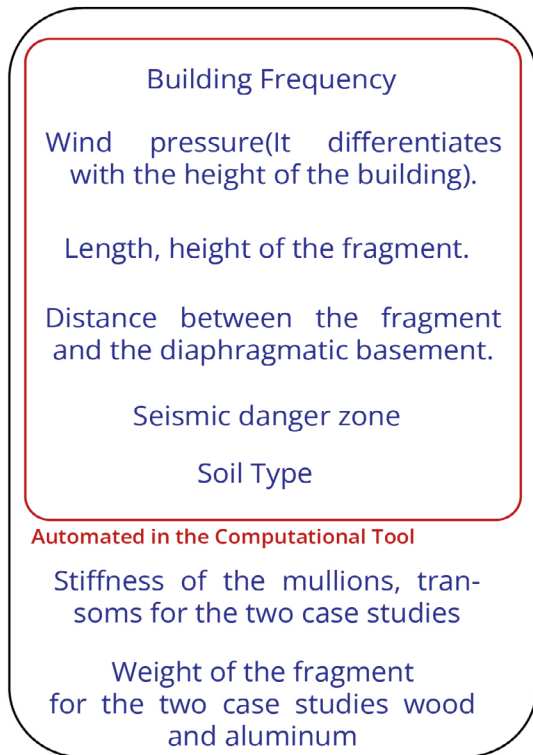 Building Frequency
Wind pressure(It differentiates
with the height of the building).
Length, height of the fragment.
Distance between the fragment
and the diaphragmatic basement.
Seismic danger zone
Soil Type
Automated in the Computational Tool
Stiffness of the mullions, tran-
soms for the two case studies
Weight of the fragment
for the two case studies wood
and aluminum